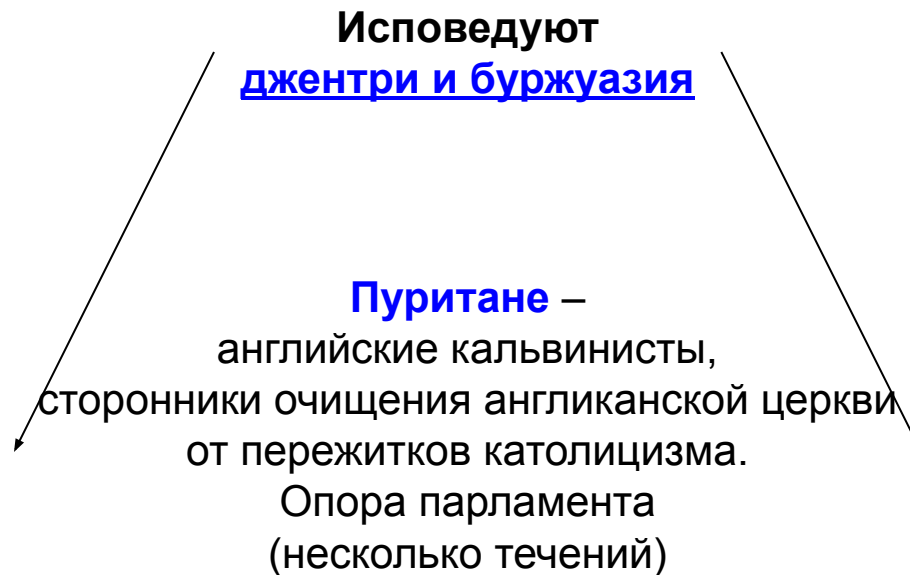 Исповедуют
джентри и буржуазия
Пуритане –
английские кальвинисты,
сторонники очищения англиканской церкви
от пережитков католицизма.
Опора парламента
(несколько течений)